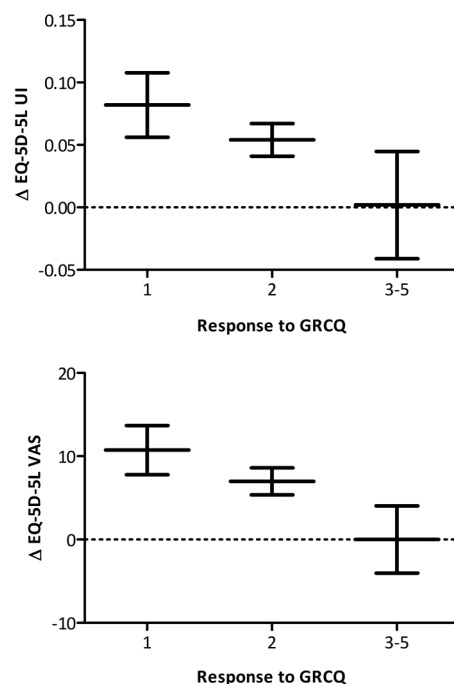 0.15
0.10
0.05
0.00
-0.05
Δ EQ-5D-5L UI
1 2 3-5
Response to GRCQ
20
10
0
-10
Δ EQ-5D-5L VAS
1 2 3-5
Response to GRCQ